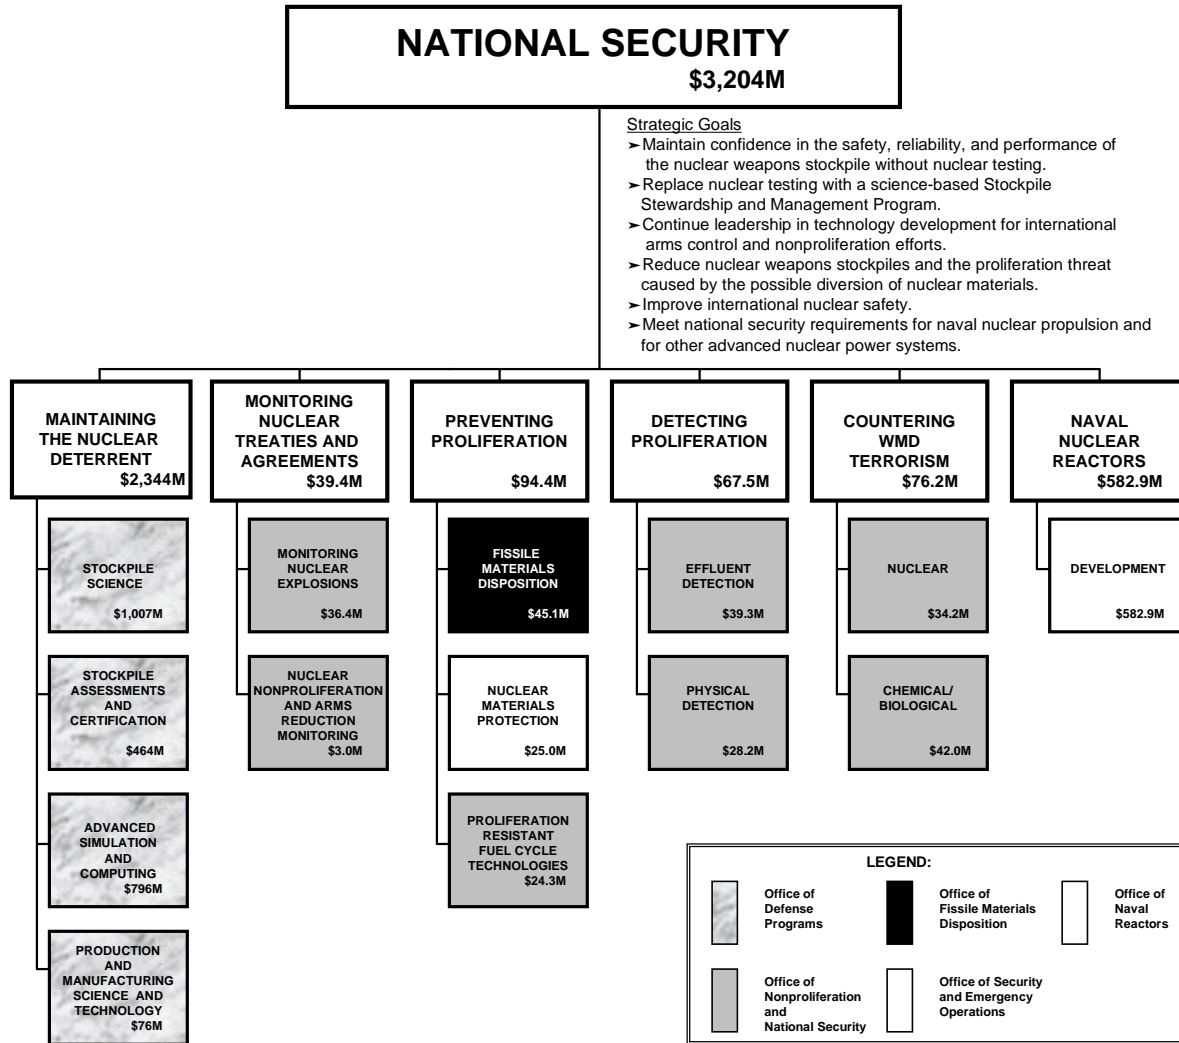 NATIONAL SECURITY
$3,204M
Strategic Goals
➢Maintain confidence in the safety, reliability, and performance of
the nuclear weapons stockpile without nuclear testing.
➢Replace nuclear testing with a science-based Stockpile
Stewardship and Management Program.
➢Continue leadership in technology development for international
arms control and nonproliferation efforts.
➢Reduce nuclear weapons stockpiles and the proliferation threat
caused by the possible diversion of nuclear materials.
➢Improve international nuclear safety.
➢Meet national security requirements for naval nuclear propulsion and
for other advanced nuclear power systems.
MAINTAINING
THE NUCLEAR
DETERRENT
$2,344M
MONITORING
NUCLEAR
TREATIES AND
AGREEMENTS
$39.4M
PREVENTING
PROLIFERATION
$94.4M
DETECTING
PROLIFERATION
$67.5M
COUNTERING
WMD
TERRORISM
$76.2M
NAVAL
NUCLEAR
REACTORS
$582.9M
STOCKPILE
SCIENCE
$1,007M
MONITORING
NUCLEAR
EXPLOSIONS
$36.4M
FISSILE
MATERIALS
DISPOSITION
$45.1M
EFFLUENT
DETECTION
$39.3M
NUCLEAR
$34.2M
DEVELOPMENT
$582.9M
STOCKPILE
ASSESSMENTS
AND
CERTIFICATION
$464M
NUCLEAR
NONPROLIFERATION
AND ARMS
REDUCTION
MONITORING
$3.0M
NUCLEAR
MATERIALS
PROTECTION
$25.0M
PHYSICAL
DETECTION
$28.2M
CHEMICAL/
BIOLOGICAL
$42.0M
ADVANCED
SIMULATION
AND
COMPUTING
$796M
PROLIFERATION
RESISTANT
FUEL CYCLE
TECHNOLOGIES
$24.3M
PRODUCTION
AND
MANUFACTURING
SCIENCE AND
TECHNOLOGY
$76M
LEGEND:
Office of
Defense
Programs
Office of
Fissile Materials
Disposition
Office of
Naval
Reactors
Office of
Nonproliferation
and
National Security
Office of Security
and Emergency
Operations